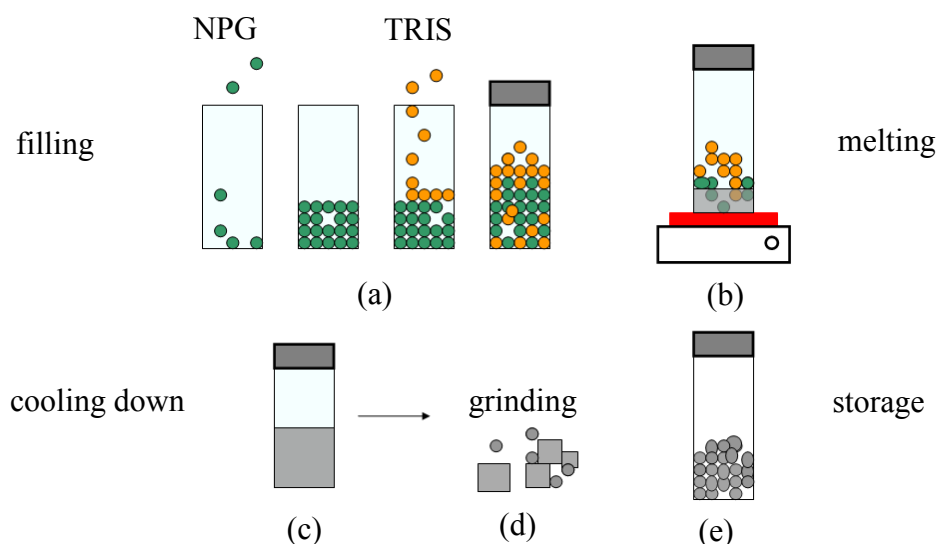 NPG TRIS
filling
melting
(a)
(b)
cooling down
grinding
storage
(c)
(d)
(e)